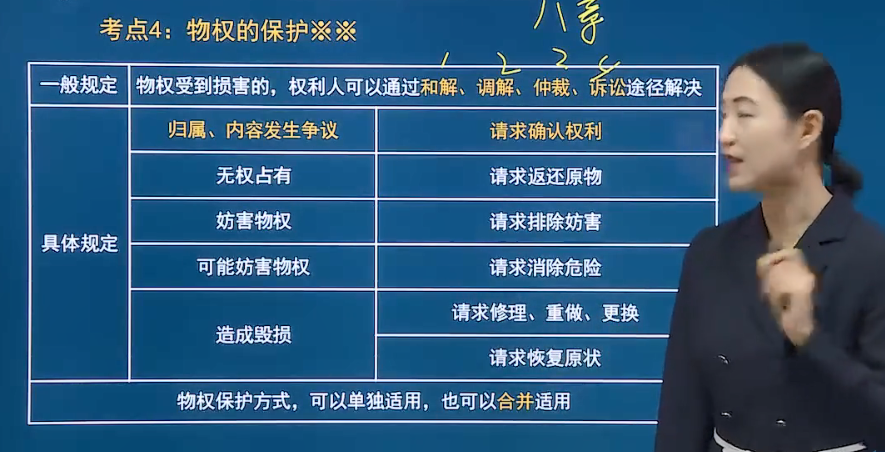 八章
考点4：物权的保护※※
1 2 3 4
一般规定 物权受到损害的，权利人可以通过和解、调解、仲裁、诉讼途径解决
具体规定
归属、内容发生争议 请求确认权利
无权占有 请求返还原物
妨害物权 请求排除妨害
可能妨害物权 请求消除危险
造成毁损 请求修理、重做、更换
请求恢复原状
物权保护方式，可以单独适用，也可以合并适用